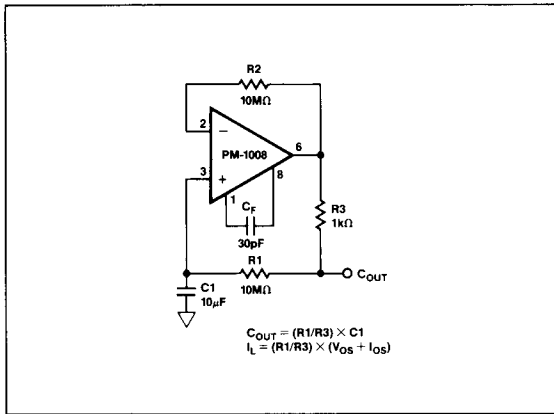 R2
10MΩ
2
−
PM-1008
6
3
+
8
1
C_F
30pF
R3
1kΩ
R1
10MΩ
C_OUT
C1
10μF
C_OUT = (R1/R3) × C1
I_L = (R1/R3) × (V_OS + I_OS)